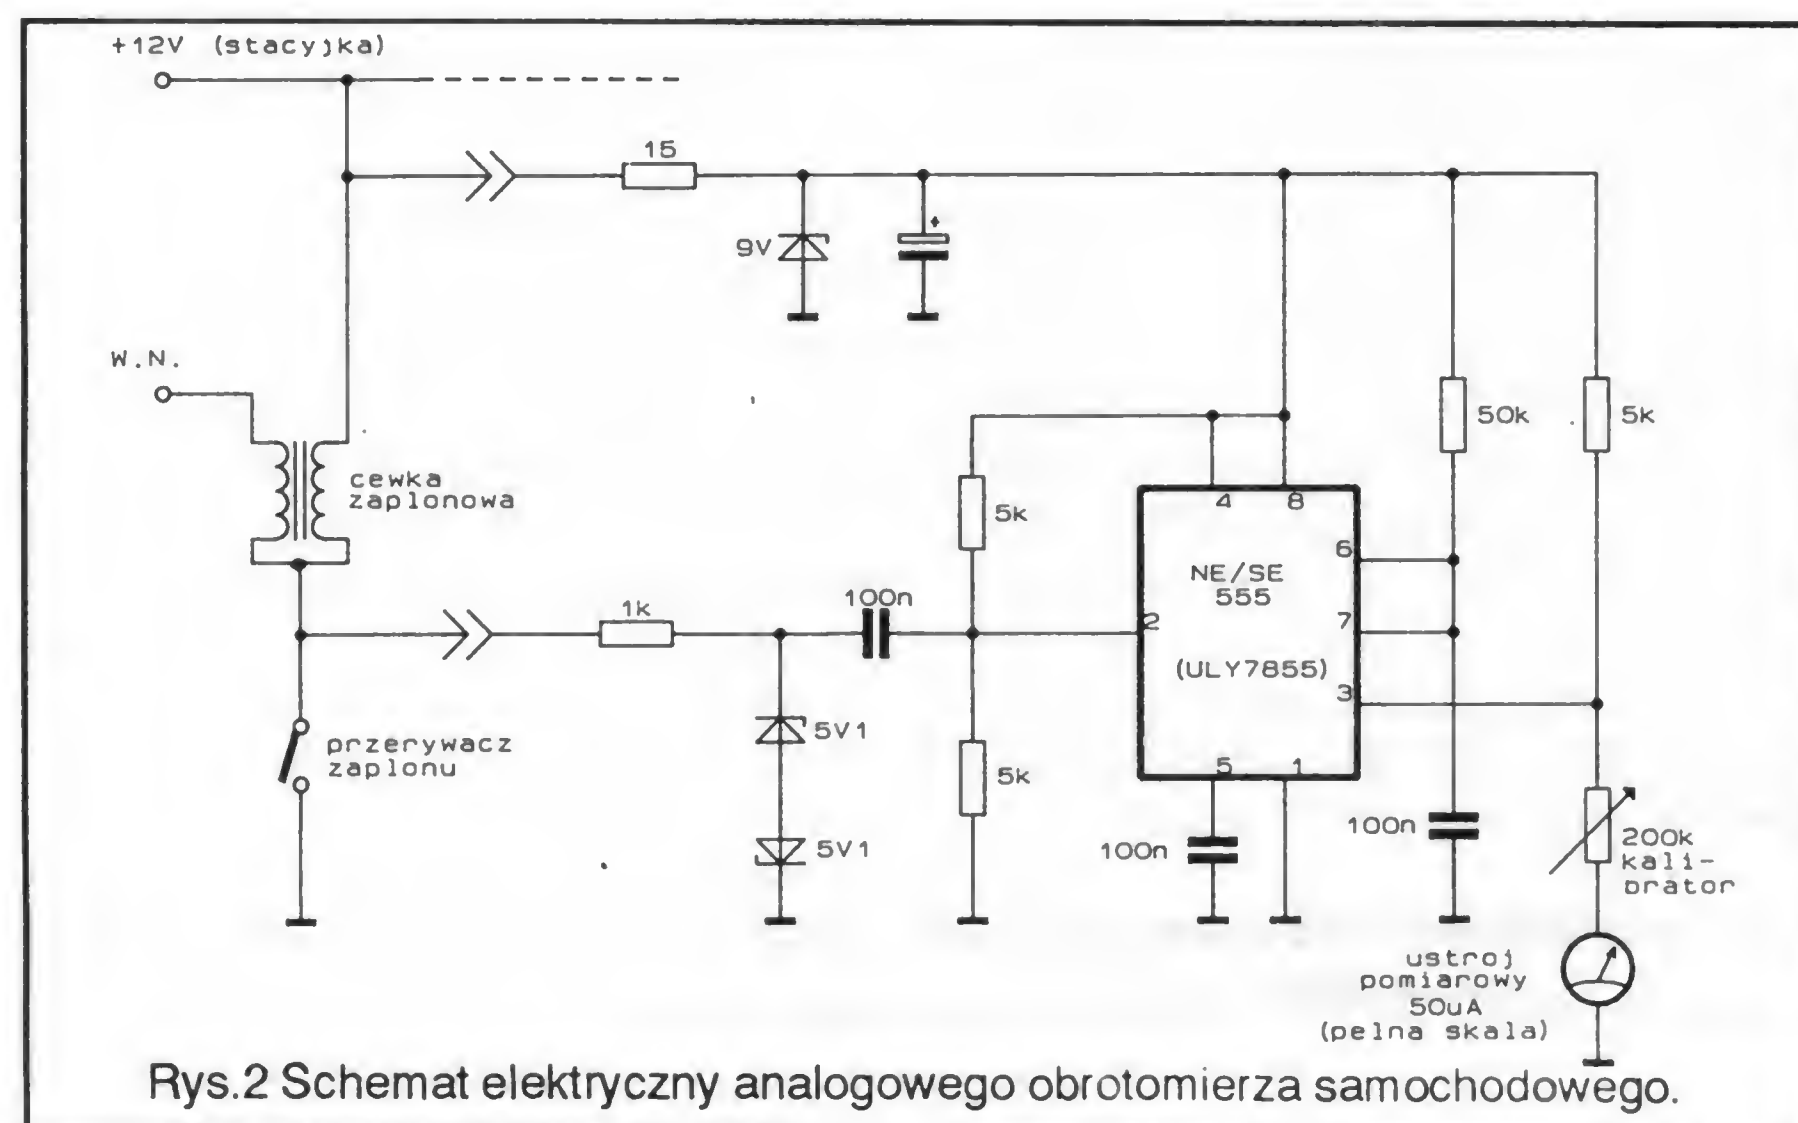 +12V (stacyjka)
15
9V
+
W.N.
cewka
zaplonowa
50k
5k
5k
4 8
6
NE/SE
555
1k
100n
2
7
(ULY7855)
3
przerywacz
zaplonu
5V1
5k
5 1
5V1
100n
100n
200k
kali-
brator
ustroj
pomiarowy
50uA
(pelna skala)
Rys.2 Schemat elektryczny analogowego obrotomierza samochodowego.